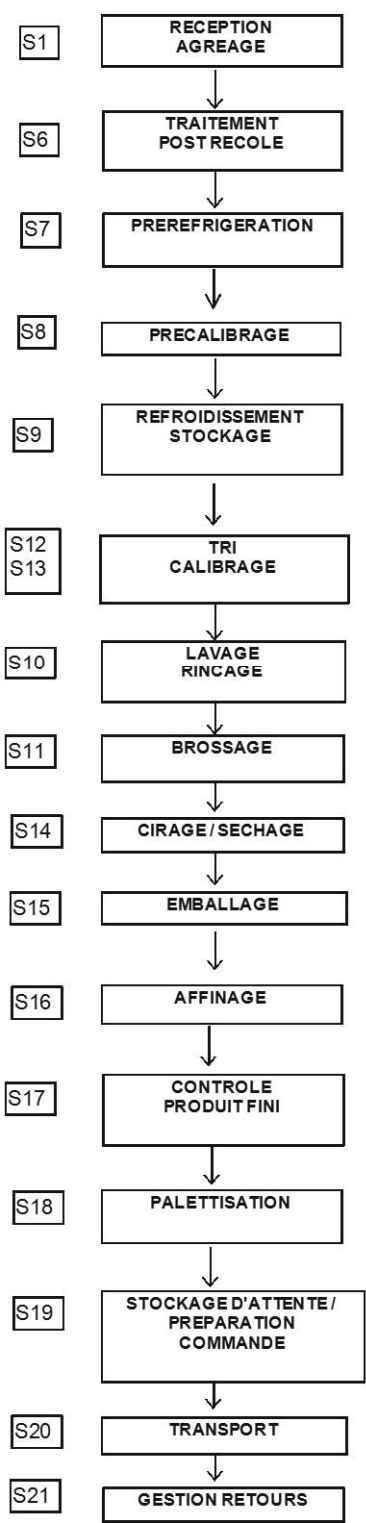 S1
RECEPTION
AGREAGE
S6
TRAITEMENT
POST RECOLE
S7
PREREFRIGERATION
S8
PRECALIBRAGE
S9
REFROIDISSEMENT
STOCKAGE
S12
S13
TRI
CALIBRAGE
S10
LAVAGE
RINCAGE
S11
BROSSAGE
S14
CIRAGE / SECHAGE
S15
EMBALLAGE
S16
AFFINAGE
S17
CONTROLE
PRODUIT FINI
S18
PALETTISATION
S19
STOCKAGE D'ATTENTE /
PREPARATION
COMMANDE
S20
TRANSPORT
S21
GESTION RETOURS